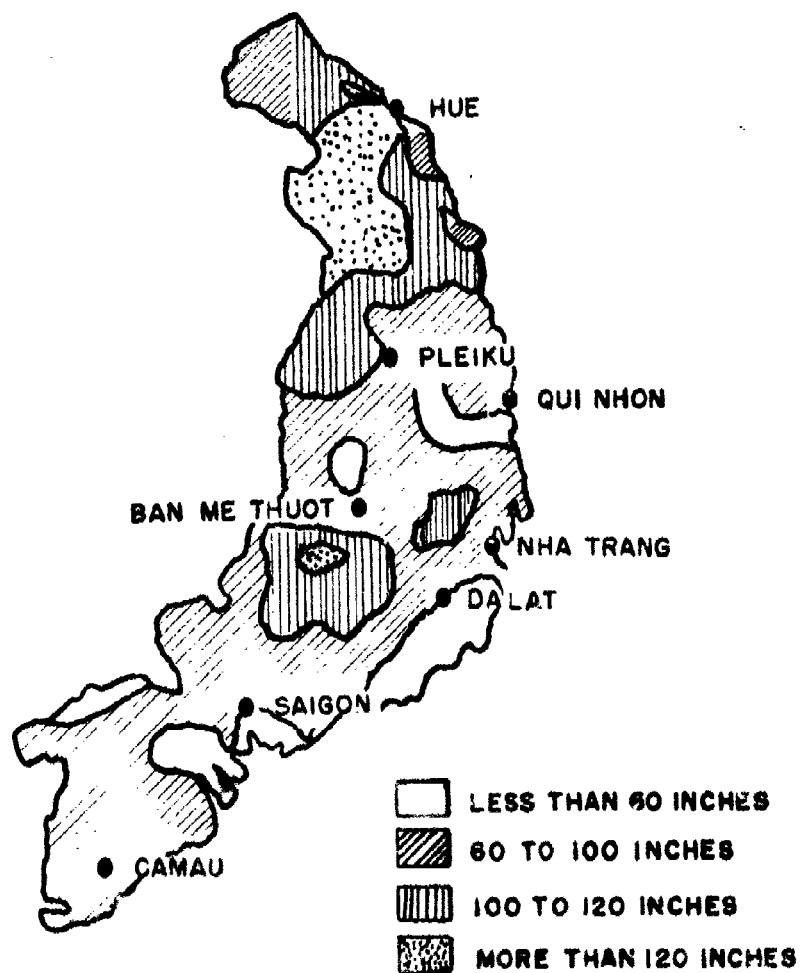 HUE
PLEIKU
QUI NHON
BAN ME THUOT
NHA TRANG
DA LAT
SAIGON
CAMAU
LESS THAN 60 INCHES
60 TO 100 INCHES
100 TO 120 INCHES
MORE THAN 120 INCHES